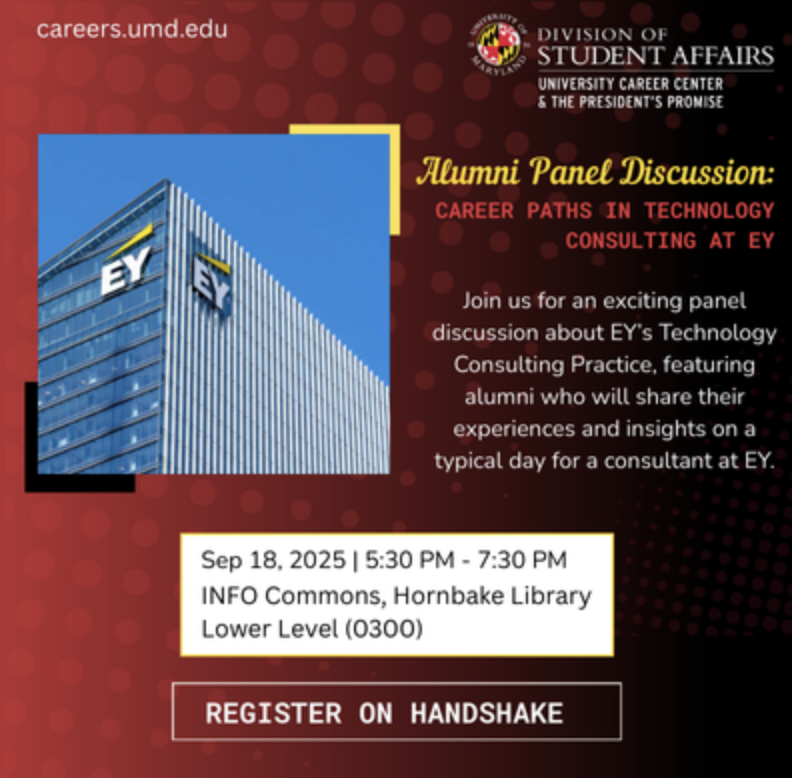 careers.umd.edu
UNIVERSITY OF
MARYLAND
DIVISION OF
STUDENT AFFAIRS
UNIVERSITY CAREER CENTER
& THE PRESIDENT'S PROMISE
EY
EY
Alumni Panel Discussion:
CAREER PATHS IN TECHNOLOGY
CONSULTING AT EY
Join us for an exciting panel
discussion about EY's Technology
Consulting Practice, featuring
alumni who will share their
experiences and insights on a
typical day for a consultant at EY.
Sep 18, 2025 | 5:30 PM - 7:30 PM
INFO Commons, Hornbake Library
Lower Level (0300)
REGISTER ON HANDSHAKE